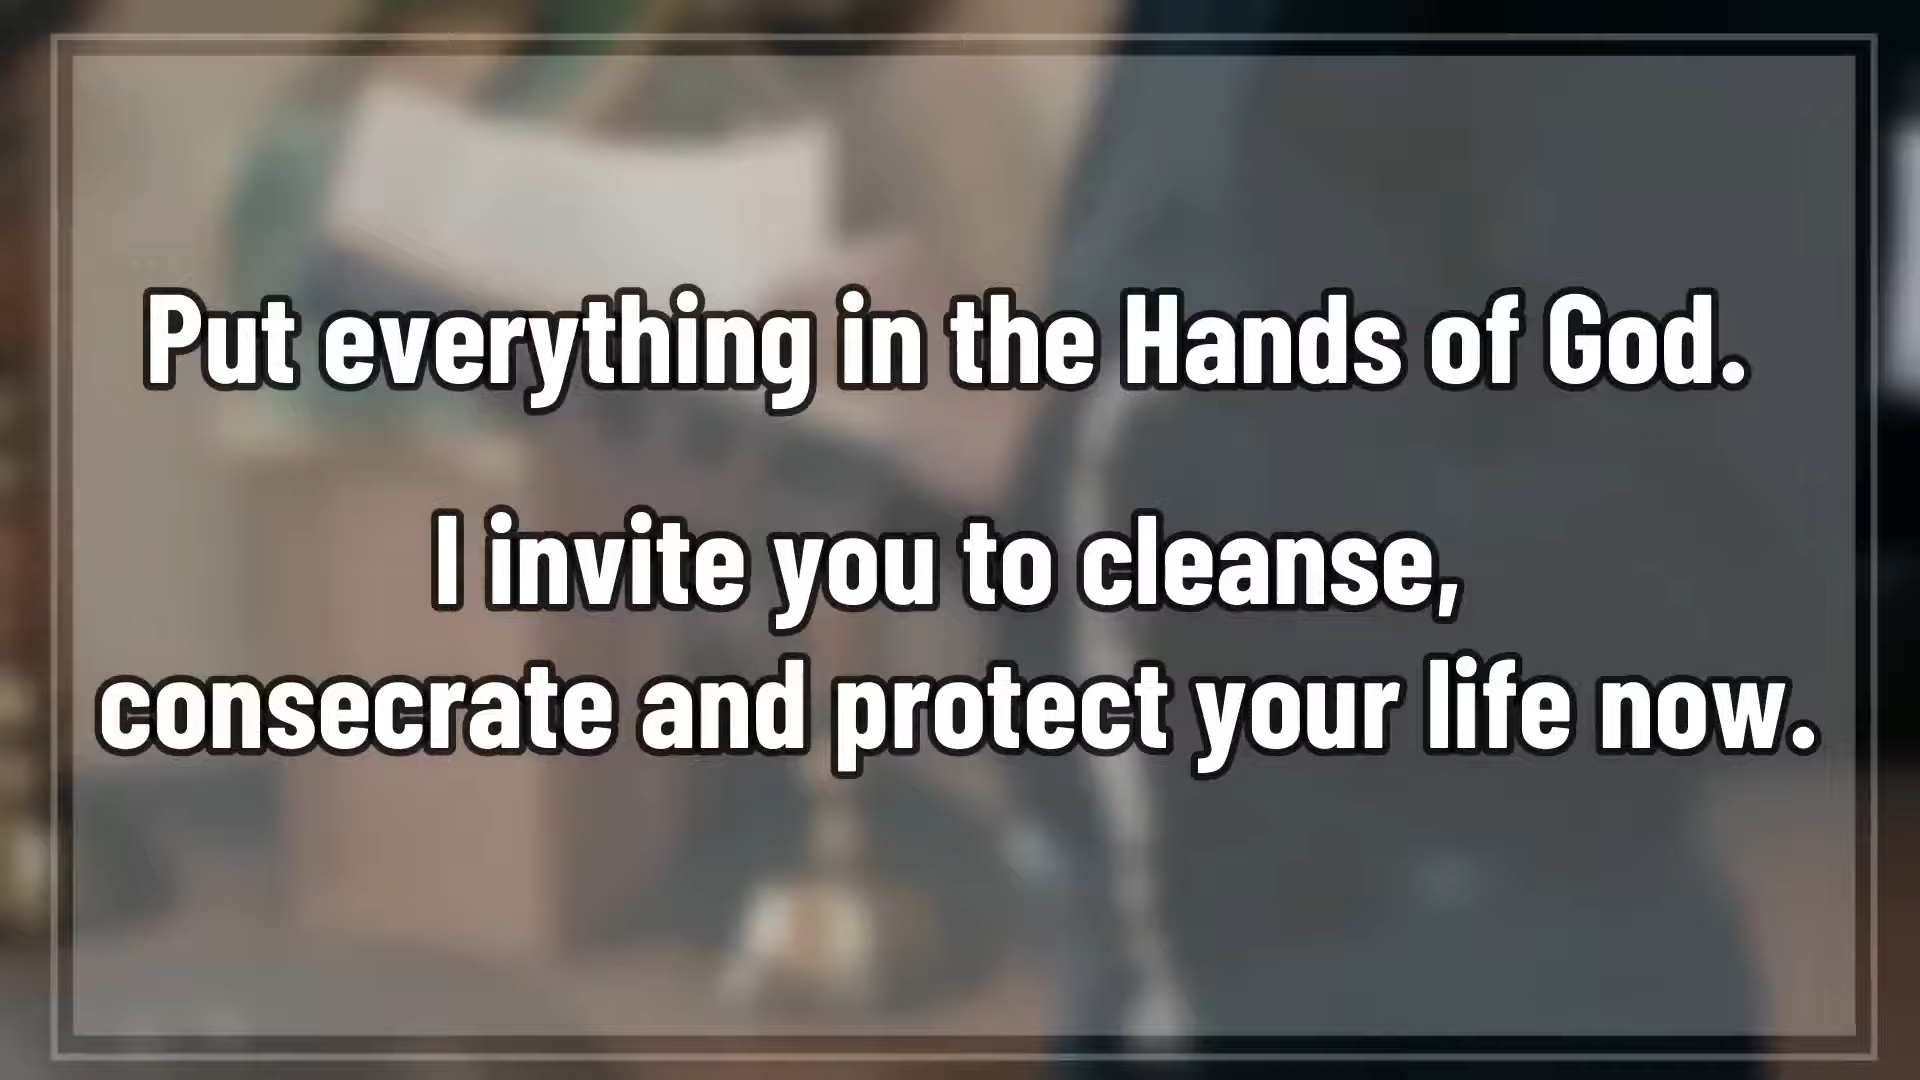 Put everything in the Hands of God.
I invite you to cleanse,
consecrate and protect your life now.